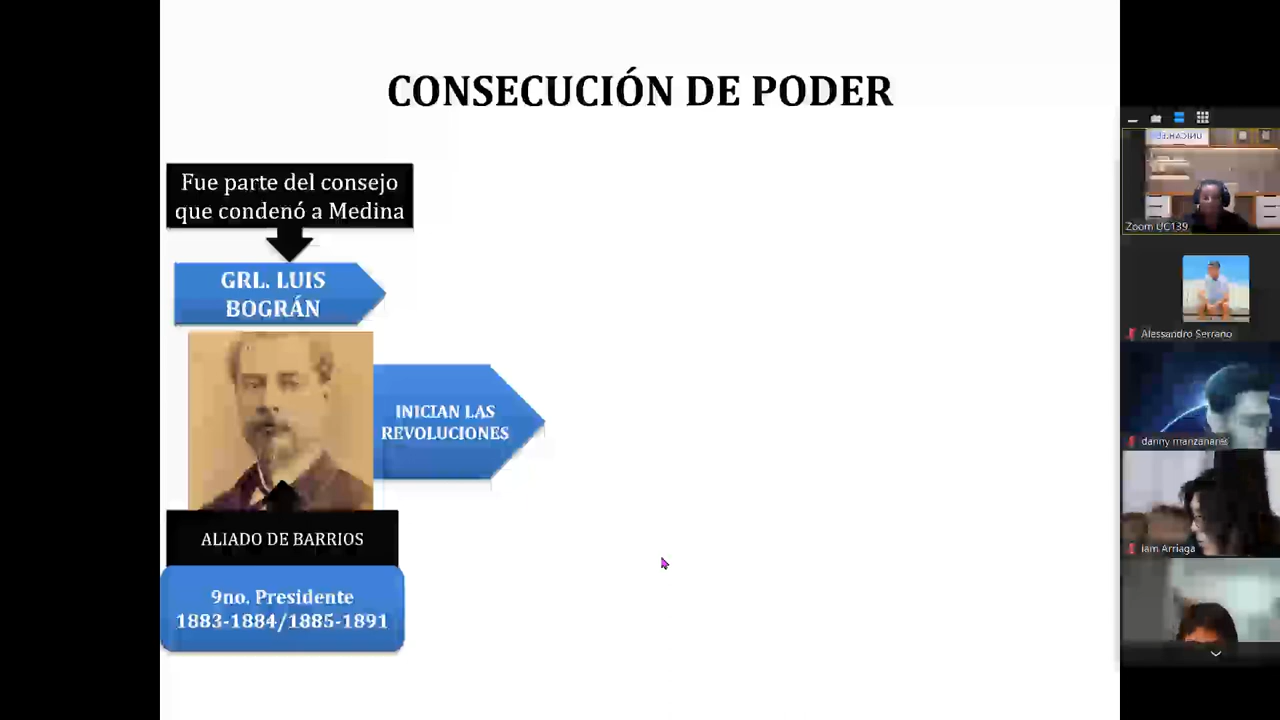 CONSECUCIÓN DE PODER
Fue parte del consejo
que condenó a Medina
GRL. LUIS
BOGRÁN
INICIAN LAS
REVOLUCIONES
ALIADO DE BARRIOS
9no. Presidente
1883-1884/1885-1891
Zoom UC139
Alessandro Serrano
danny manzanares
iam Arriaga